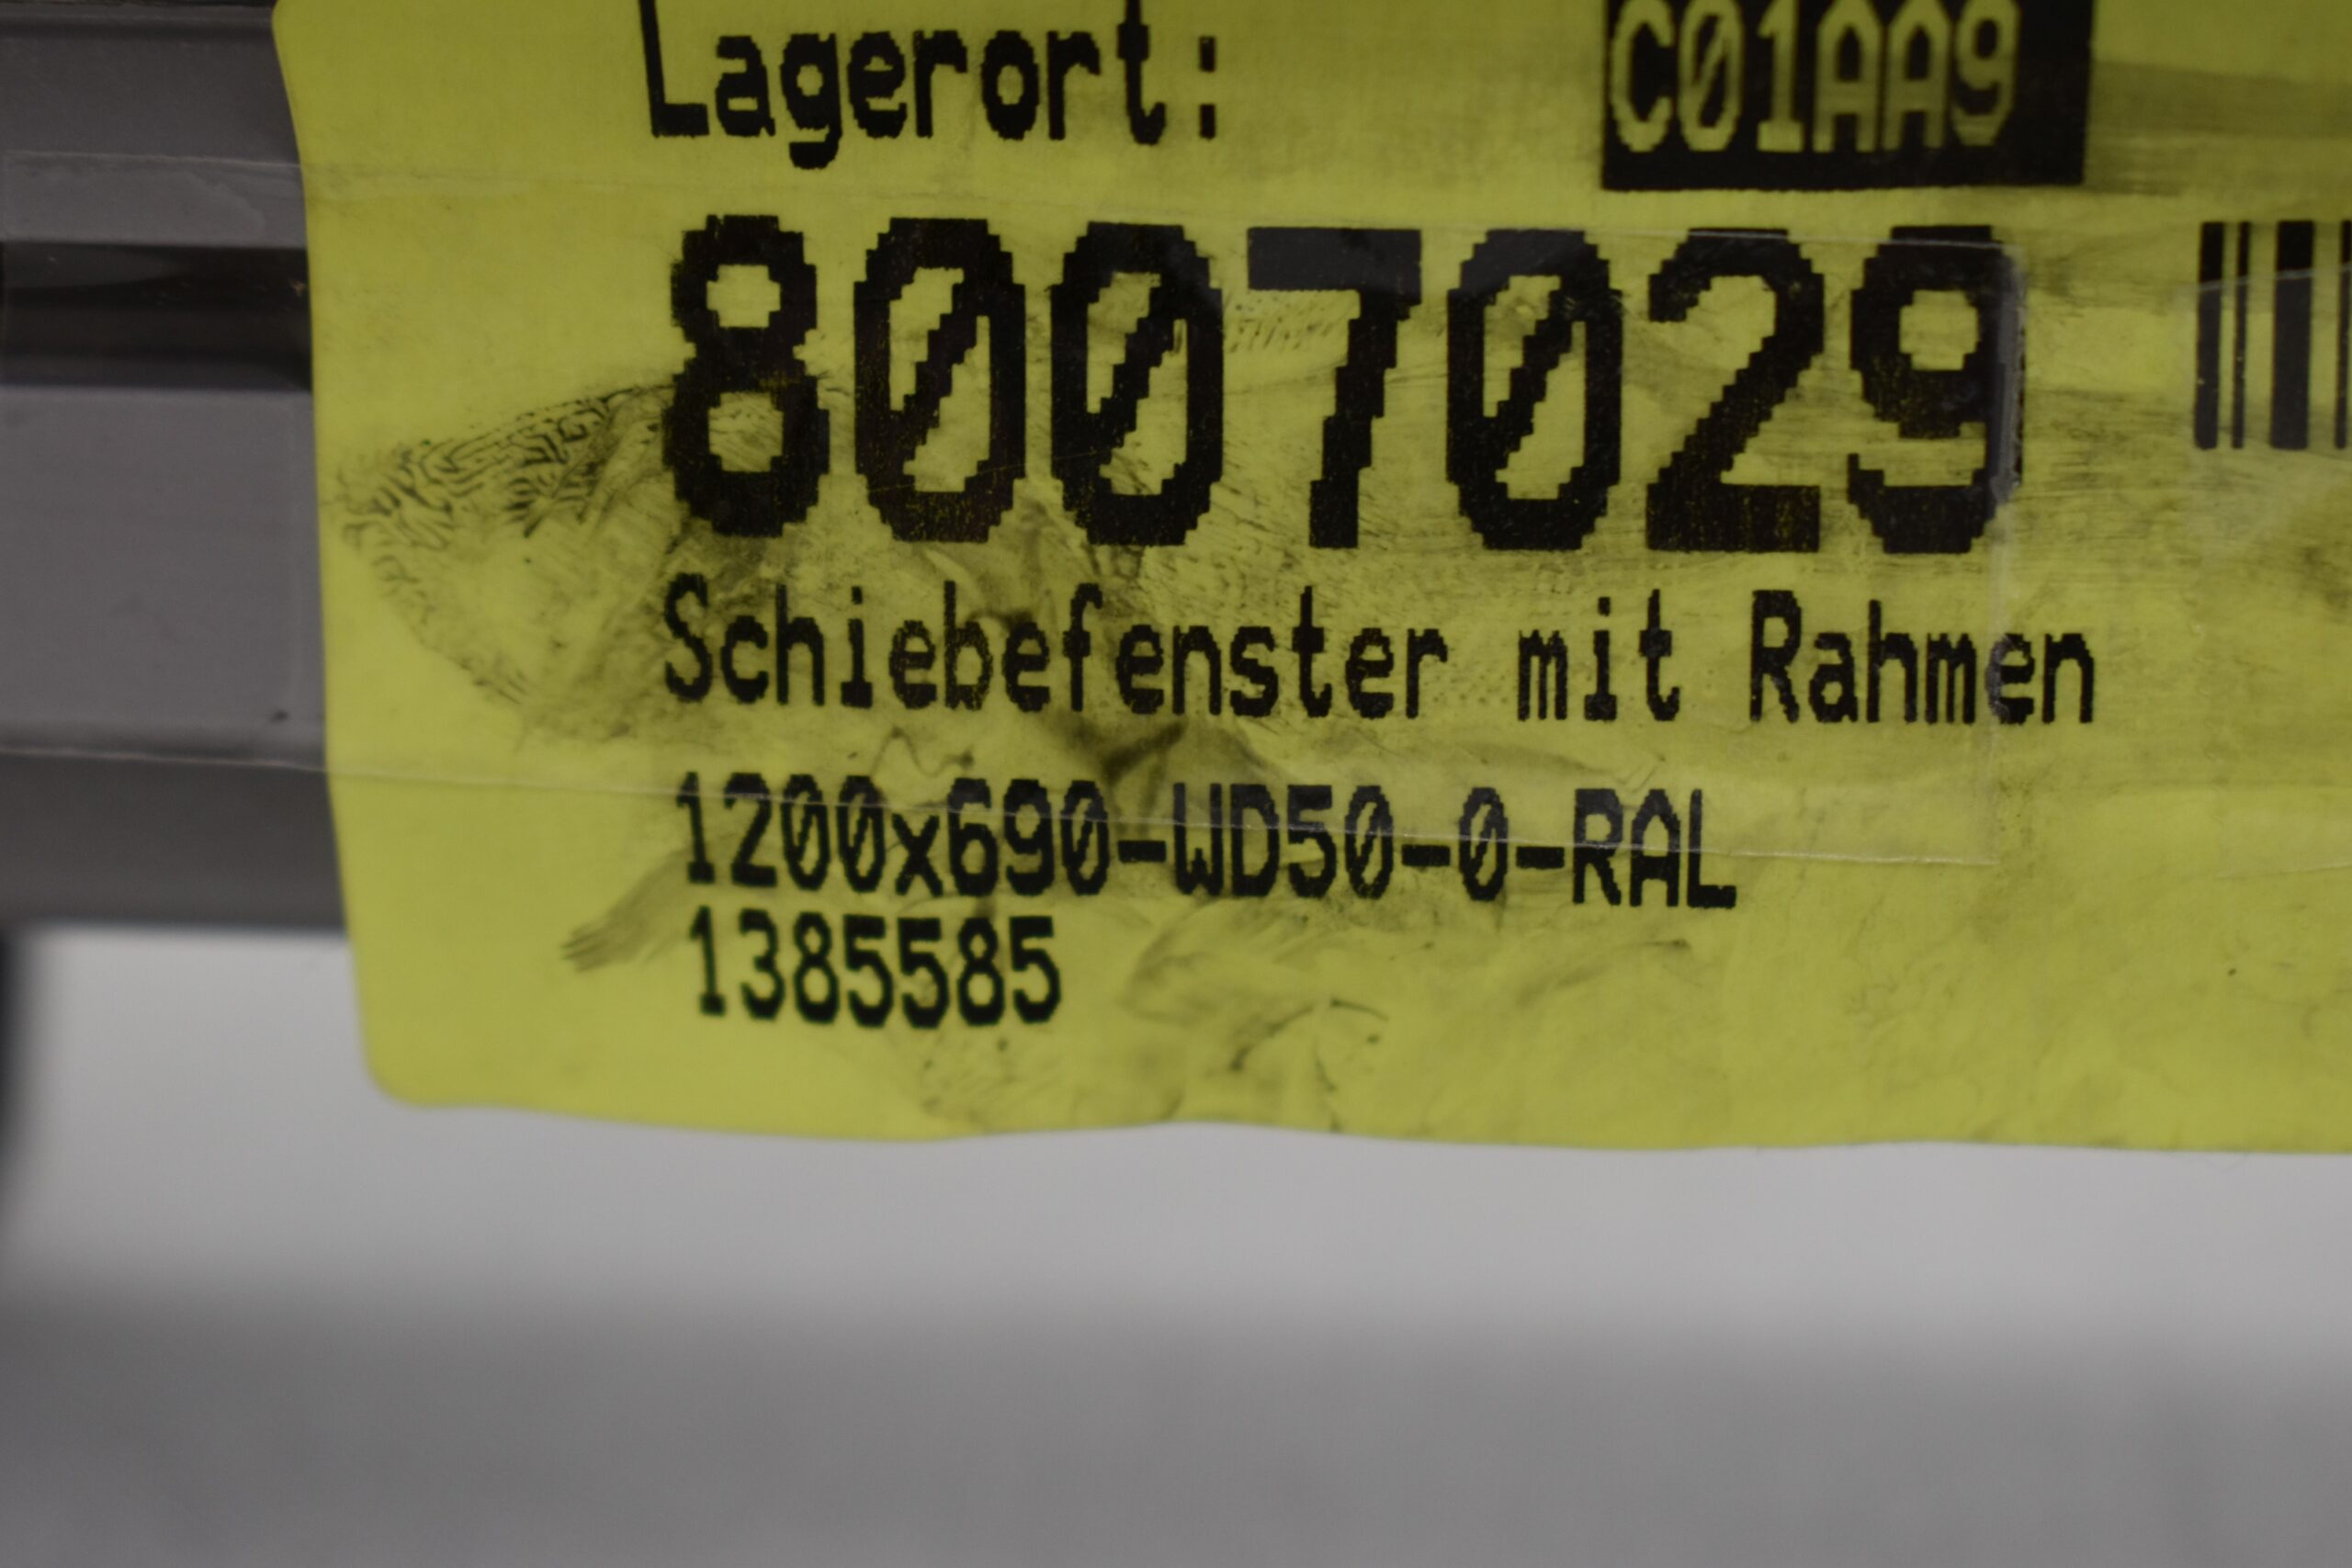 Lagerort: C01AA9
8007029
Schiebefenster mit Rahmen
1200x690-WD50-0-RAL
1385585